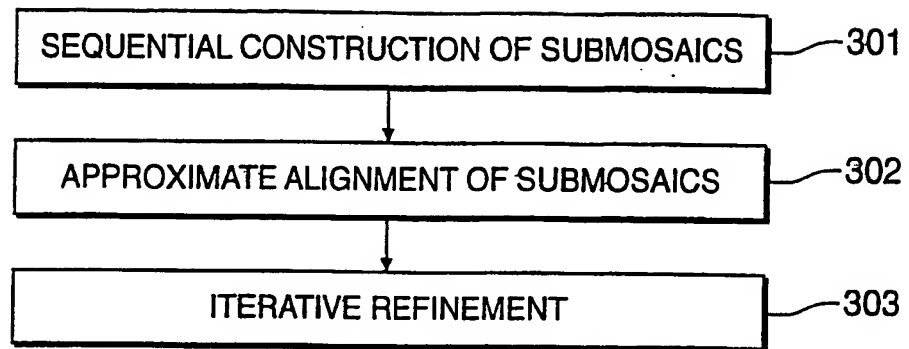 SEQUENTIAL CONSTRUCTION OF SUBMOSAICS 301
APPROXIMATE ALIGNMENT OF SUBMOSAICS 302
ITERATIVE REFINEMENT 303